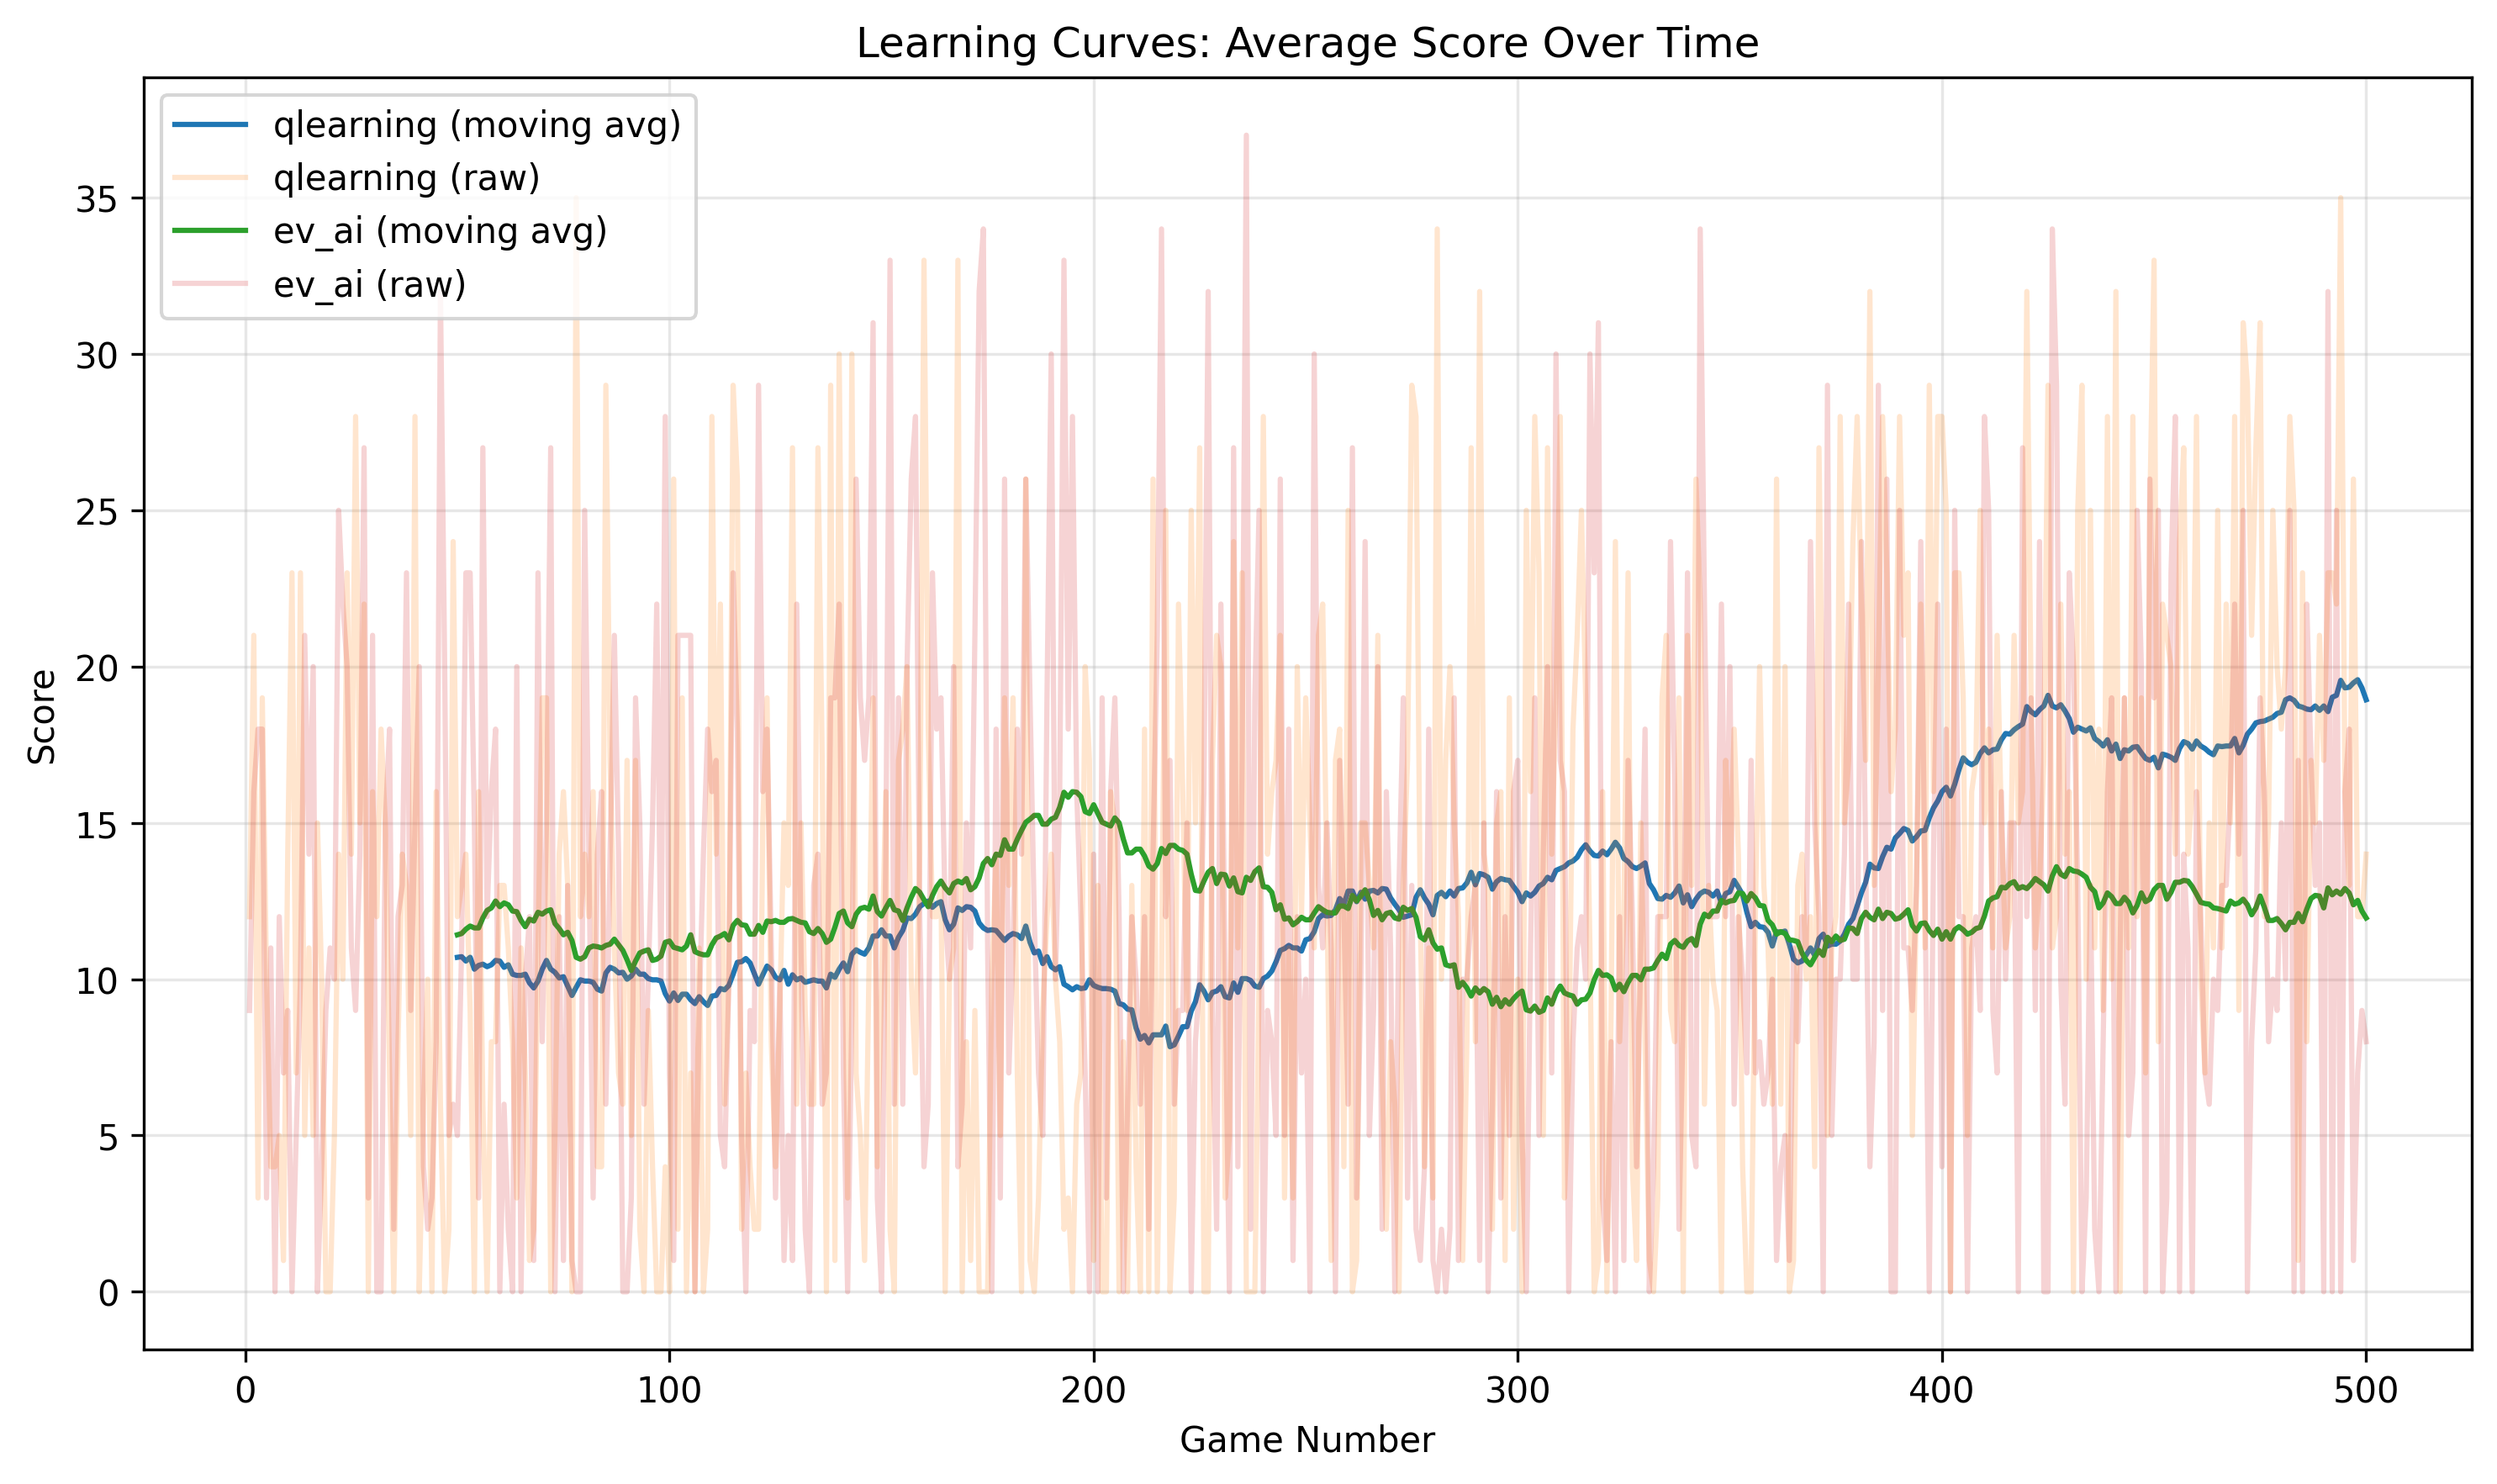 Learning Curves: Average Score Over Time
qlearning (moving avg)
qlearning (raw)
ev_ai (moving avg)
ev_ai (raw)
Score
35
30
25
20
15
10
5
0
0 100 200 300 400 500
Game Number